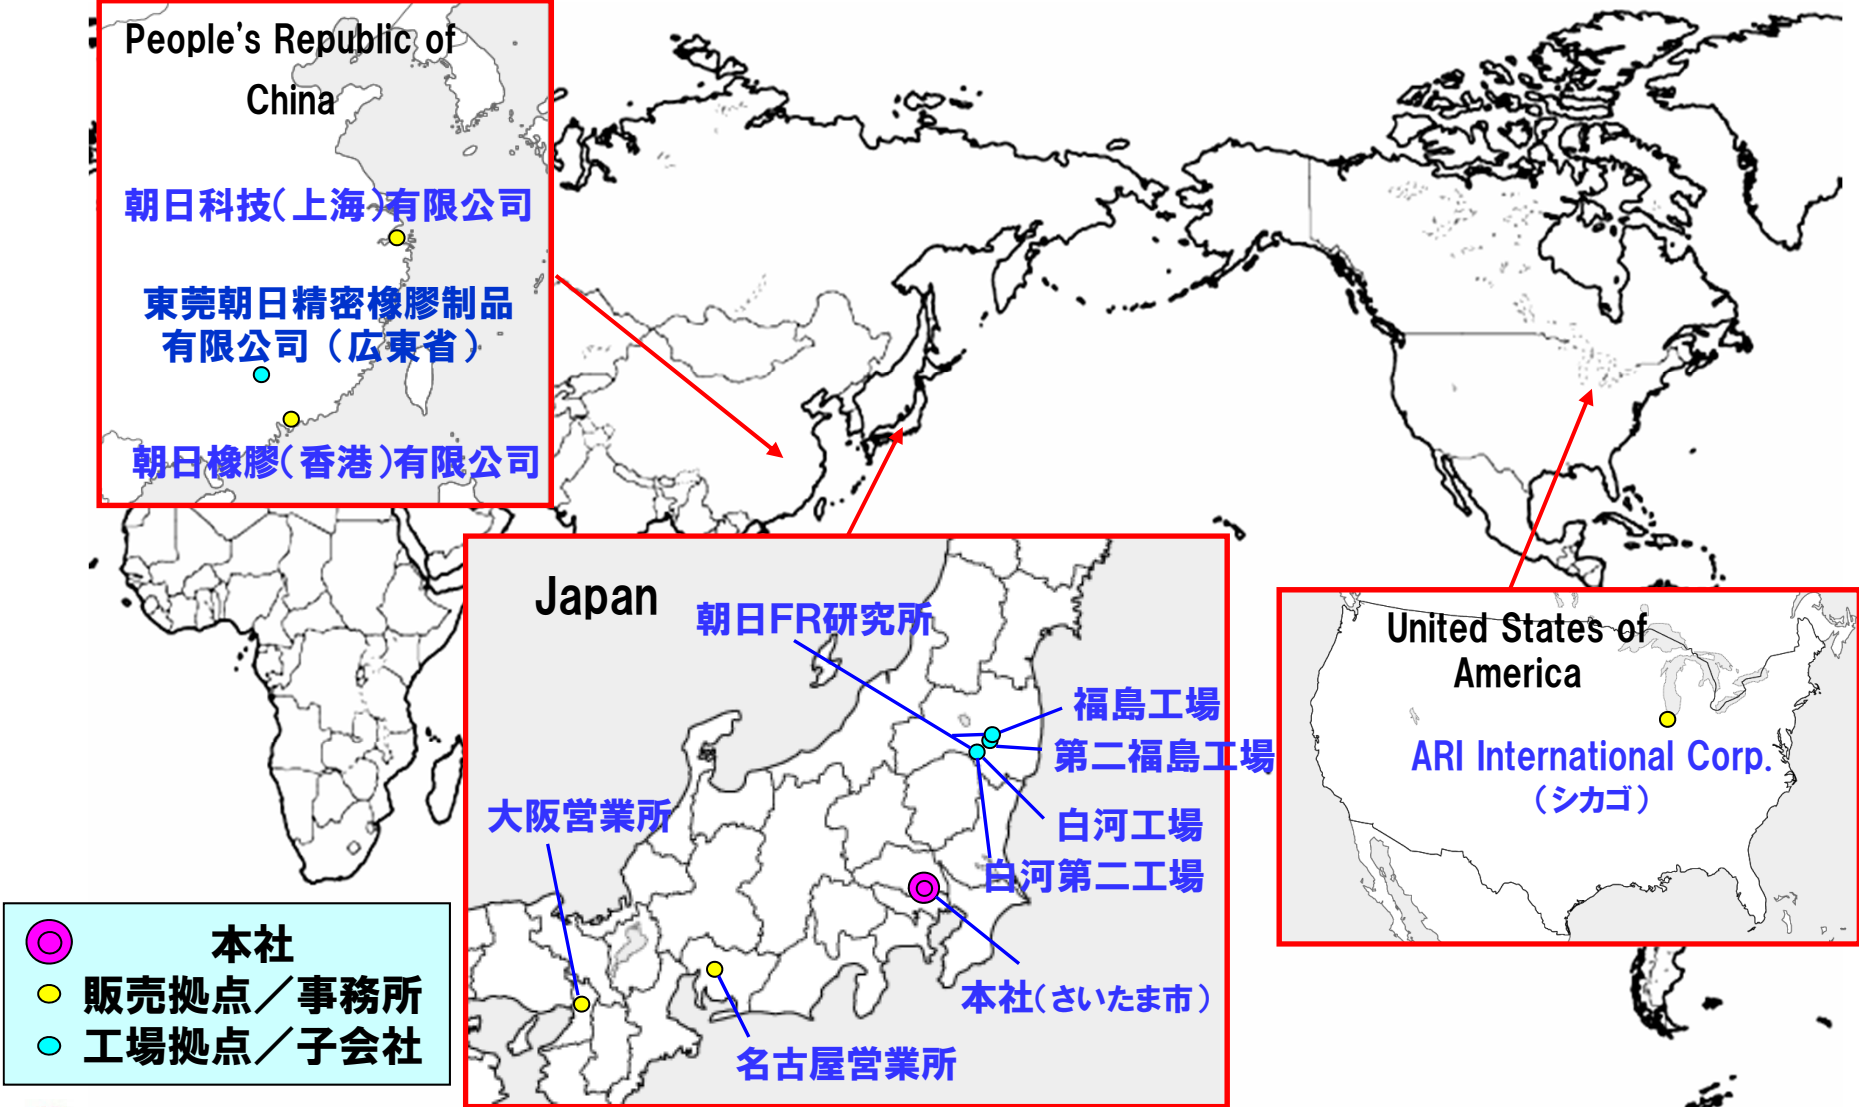 People's Republic of
China
朝日科技(上海)有限公司
東莞朝日精密橡膠制品
有限公司(広東省)
朝日橡膠(香港)有限公司
Japan
朝日FR研究所
福島工場
第二福島工場
白河工場
白河第二工場
大阪営業所
本社(さいたま市)
名古屋営業所
United States of
America
ARI International Corp.
(シカゴ)
本社
販売拠点/事務所
工場拠点/子会社